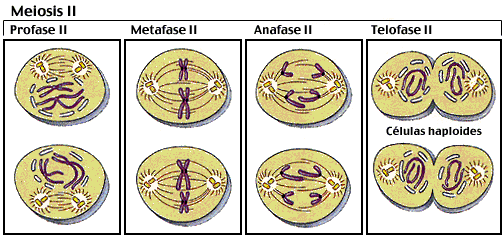 Meiosis II
Profase II
Metafase II
Anafase II
Telofase II
Células haploides